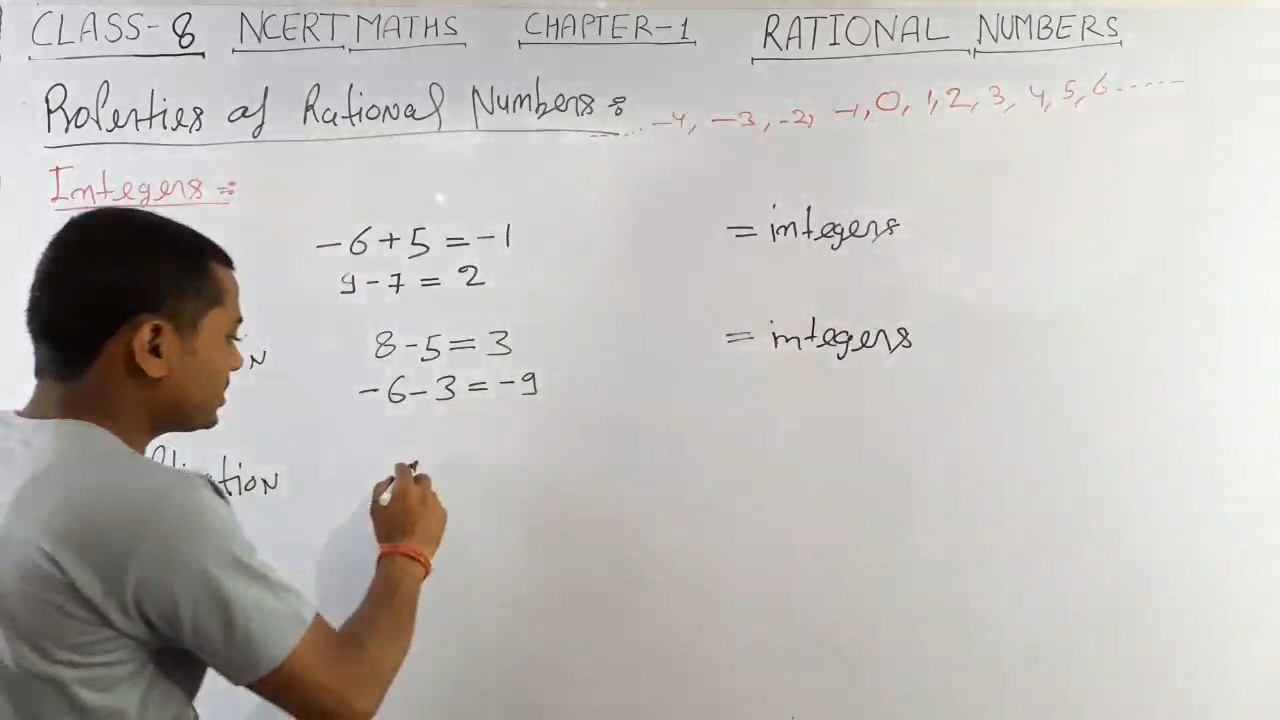 CLASS-8 NCERT MATHS CHAPTER-1 RATIONAL NUMBERS
Properties of Rational Numbers:
..... -4, -3, -2, -1, 0, 1, 2, 3, 4, 5, 6 .....
Integers :-
-6+5=-1 = integers
9-7=2
8-5=3 = integers
-6-3=-9